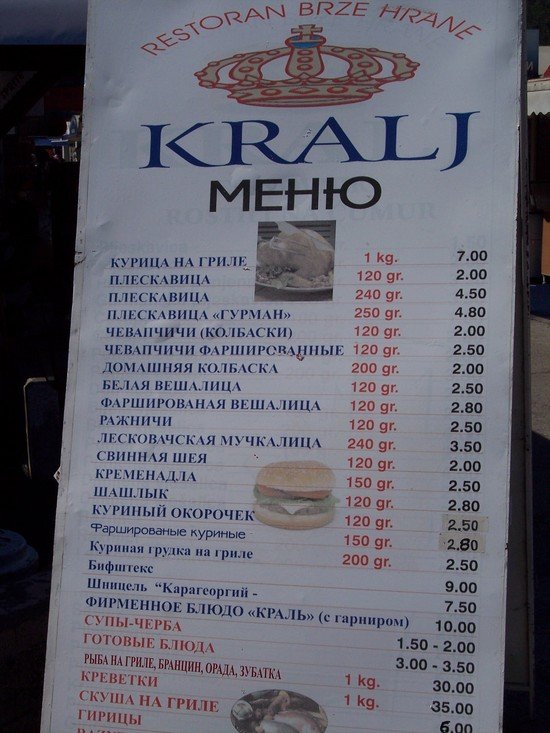 RESTORAN BRZE HRANE
KRALJ
МЕНЮ
КУРИЦА НА ГРИЛЕ 1 kg. 7.00
ПЛЕСКАВИЦА 120 gr. 2.00
ПЛЕСКАВИЦА 240 gr. 4.50
ПЛЕСКАВИЦА «ГУРМАН» 250 gr. 4.80
ЧЕВАПЧИЧИ (КОЛБАСКИ) 120 gr. 2.00
ЧЕВАПЧИЧИ ФАРШИРОВАННЫЕ 120 gr. 2.50
ДОМАШНЯЯ КОЛБАСКА 200 gr. 2.00
БЕЛАЯ ВЕШАЛИЦА 120 gr. 2.50
ФАРШИРОВАНАЯ ВЕШАЛИЦА 120 gr. 2.80
РАЖНИЧИ 120 gr. 2.50
ЛЕСКОВАЧСКАЯ МУЧКАЛИЦА 240 gr. 3.50
СВИННАЯ ШЕЯ 120 gr. 2.00
КРЕМЕНАДЛА 150 gr. 2.50
ШАШЛЫК 120 gr. 2.80
КУРИНЫЙ ОКОРОЧЕК 120 gr. 2.50
Фаршированые куриные - 150 gr. 2.80
Куриная грудка на гриле 200 gr. 2.50
Бифштекс 9.00
Шницель “Карагеоргий - 7.50
ФИРМЕННОЕ БЛЮДО «КРАЛЬ» (с гарниром) 10.00
СУПЫ-ЧЕРБА 1.50 - 2.00
ГОТОВЫЕ БЛЮДА 3.00 - 3.50
РЫБА НА ГРИЛЕ, БРАНЦИН, ОРАДА, ЗУБАТКА 1 kg. 30.00
КРЕВЕТКИ 1 kg. 35.00
СКУША НА ГРИЛЕ 6.00
ГИРИЦЫ